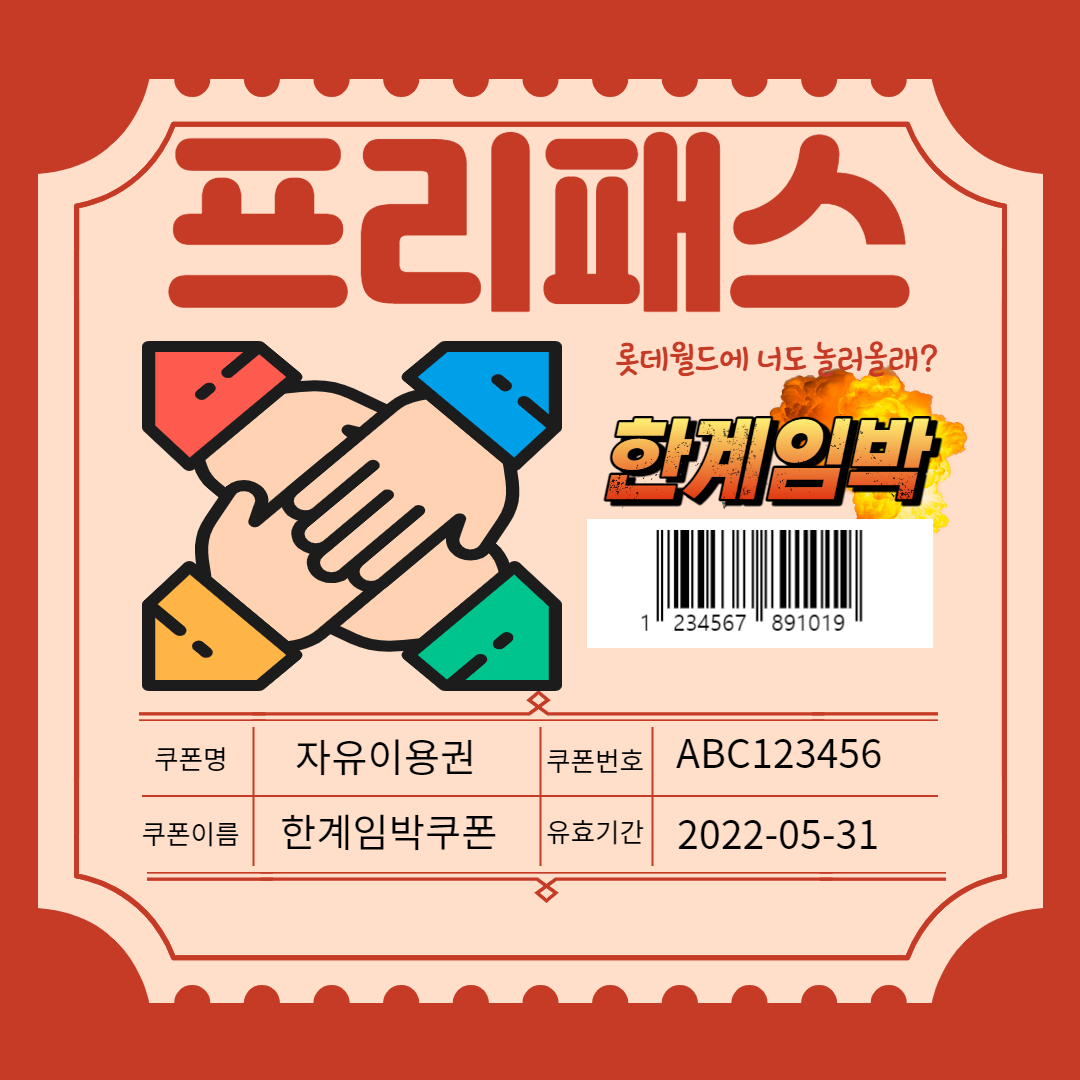 프리패스
롯데월드에 너도 놀러올래?
한계임박
1 234567 891019
쿠폰명 자유이용권 쿠폰번호 ABC123456
쿠폰이름 한계임박쿠폰 유효기간 2022-05-31